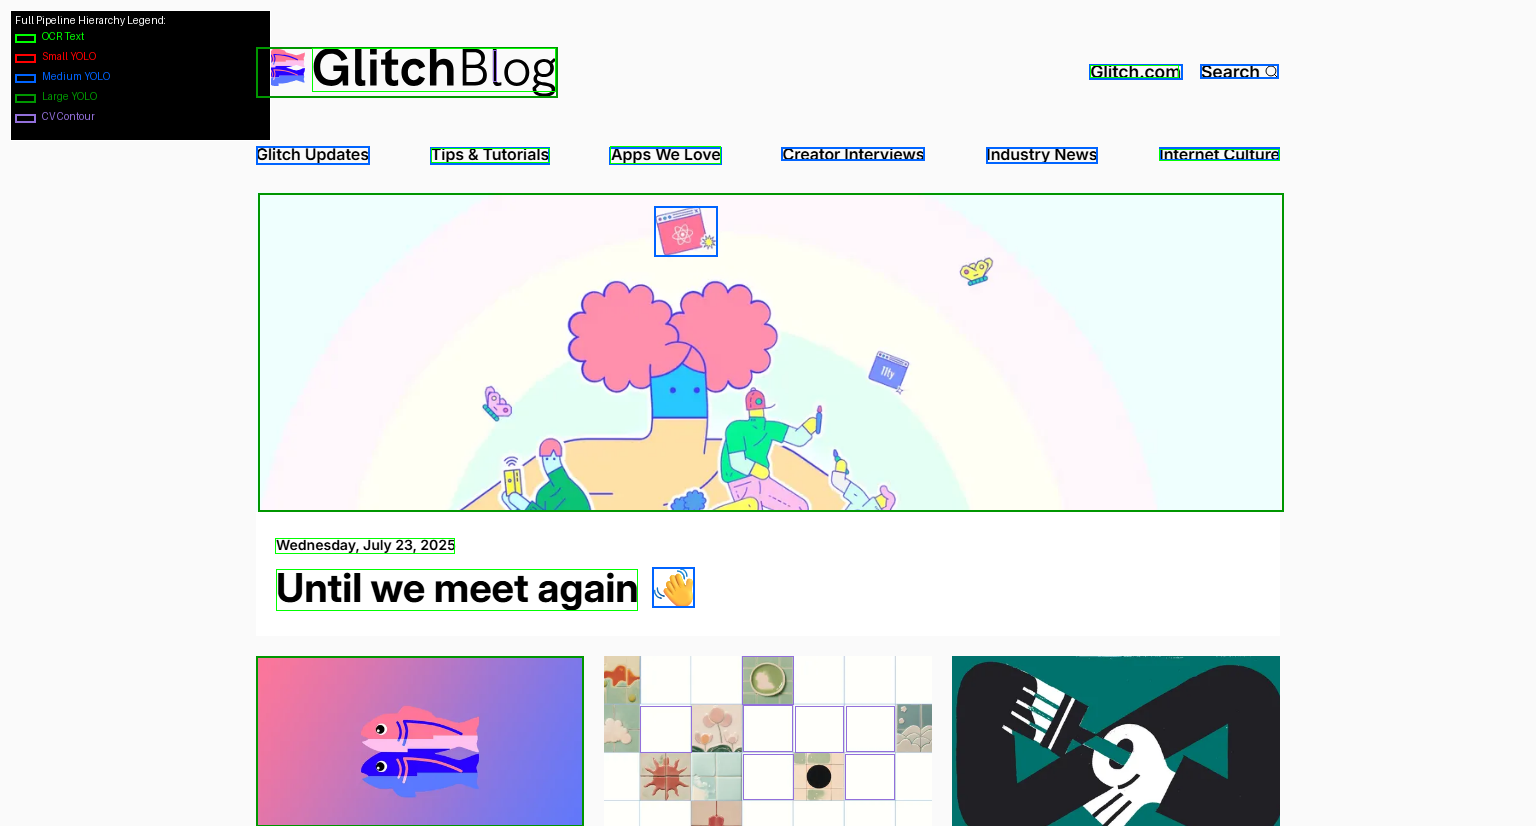 Full Pipeline Hierarchy Legend:
OCR Text
Small YOLO
Medium YOLO
Large YOLO
CV Contour
GlitchBlog
Glitch.com
Search
Glitch Updates
Tips & Tutorials
Apps We Love
Creator Interviews
Industry News
Internet Culture
11ly
Wednesday, July 23, 2025
Until we meet again 👋